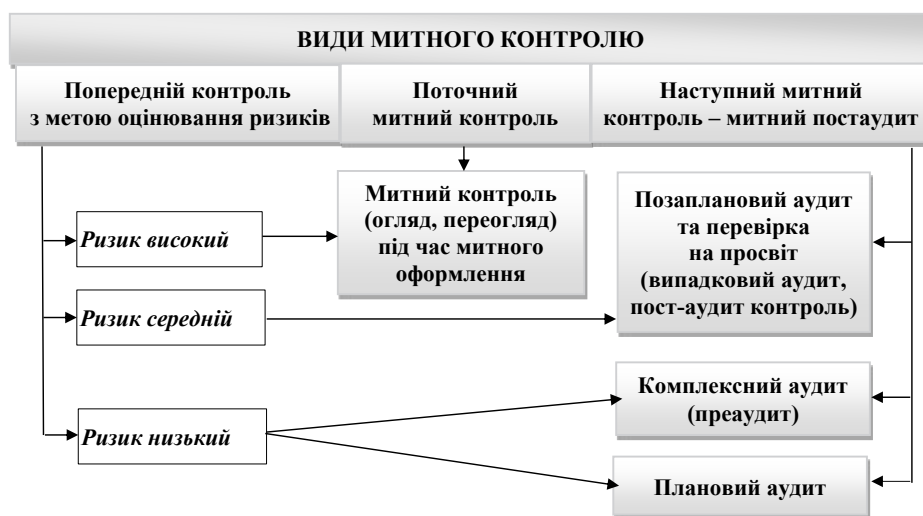 ВИДИ МИТНОГО КОНТРОЛЮ
Попередній контроль
з метою оцінювання ризиків
Поточний
митний контроль
Наступний митний
контроль – митний постаудит
Митний контроль
(огляд, переогляд)
під час митного
оформлення
Позаплановий аудит
та перевірка
на просвіт
(випадковий аудит,
пост-аудит контроль)
Ризик високий
Ризик середній
Комплексний аудит
(преаудит)
Ризик низький
Плановий аудит